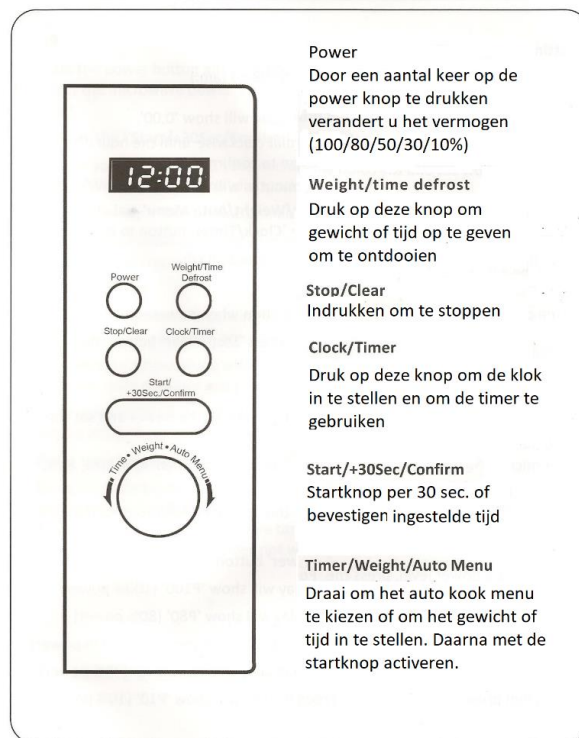 12:00
Power
Weight/Time
Defrost
Stop/Clear
Clock/Timer
Start/
+30Sec./Confirm
Time • Weight • Auto Menu
Power
Door een aantal keer op de
power knop te drukken
verandert u het vermogen
(100/80/50/30/10%)
Weight/time defrost
Druk op deze knop om
gewicht of tijd op te geven
om te ontdooien
Stop/Clear
Indrukken om te stoppen
Clock/Timer
Druk op deze knop om de klok
in te stellen en om de timer te
gebruiken
Start/+30Sec/Confirm
Startknop per 30 sec. of
bevestigen ingestelde tijd
Timer/Weight/Auto Menu
Draai om het auto kook menu
te kiezen of om het gewicht of
tijd in te stellen. Daarna met de
startknop activeren.